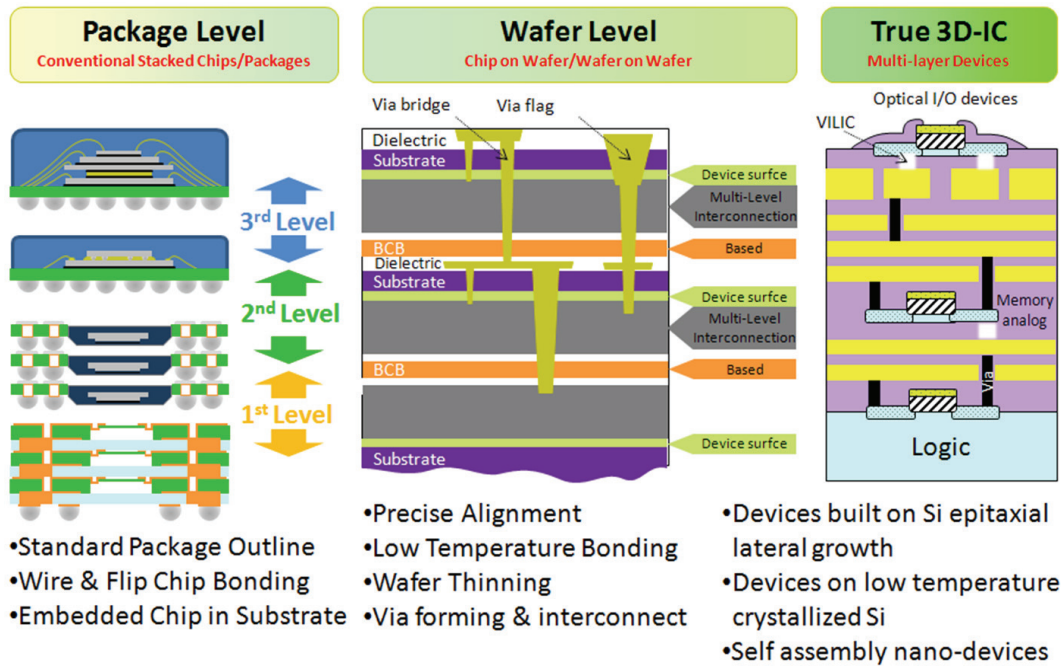 Package Level
Conventional Stacked Chips/Packages
3rd Level
2nd Level
1st Level
•Standard Package Outline
•Wire & Flip Chip Bonding
•Embedded Chip in Substrate
Wafer Level
Chip on Wafer/Wafer on Wafer
Via bridge
Via flag
Dielectric
Substrate
Device surfce
Multi-Level
Interconnection
BCB
Based
Dielectric
Substrate
Device surfce
Multi-Level
Interconnection
BCB
Based
Device surfce
Substrate
•Precise Alignment
•Low Temperature Bonding
•Wafer Thinning
•Via forming & interconnect
True 3D-IC
Multi-layer Devices
Optical I/O devices
VILIC
Memory
analog
Via
Logic
•Devices built on Si epitaxial
lateral growth
•Devices on low temperature
crystallized Si
•Self assembly nano-devices